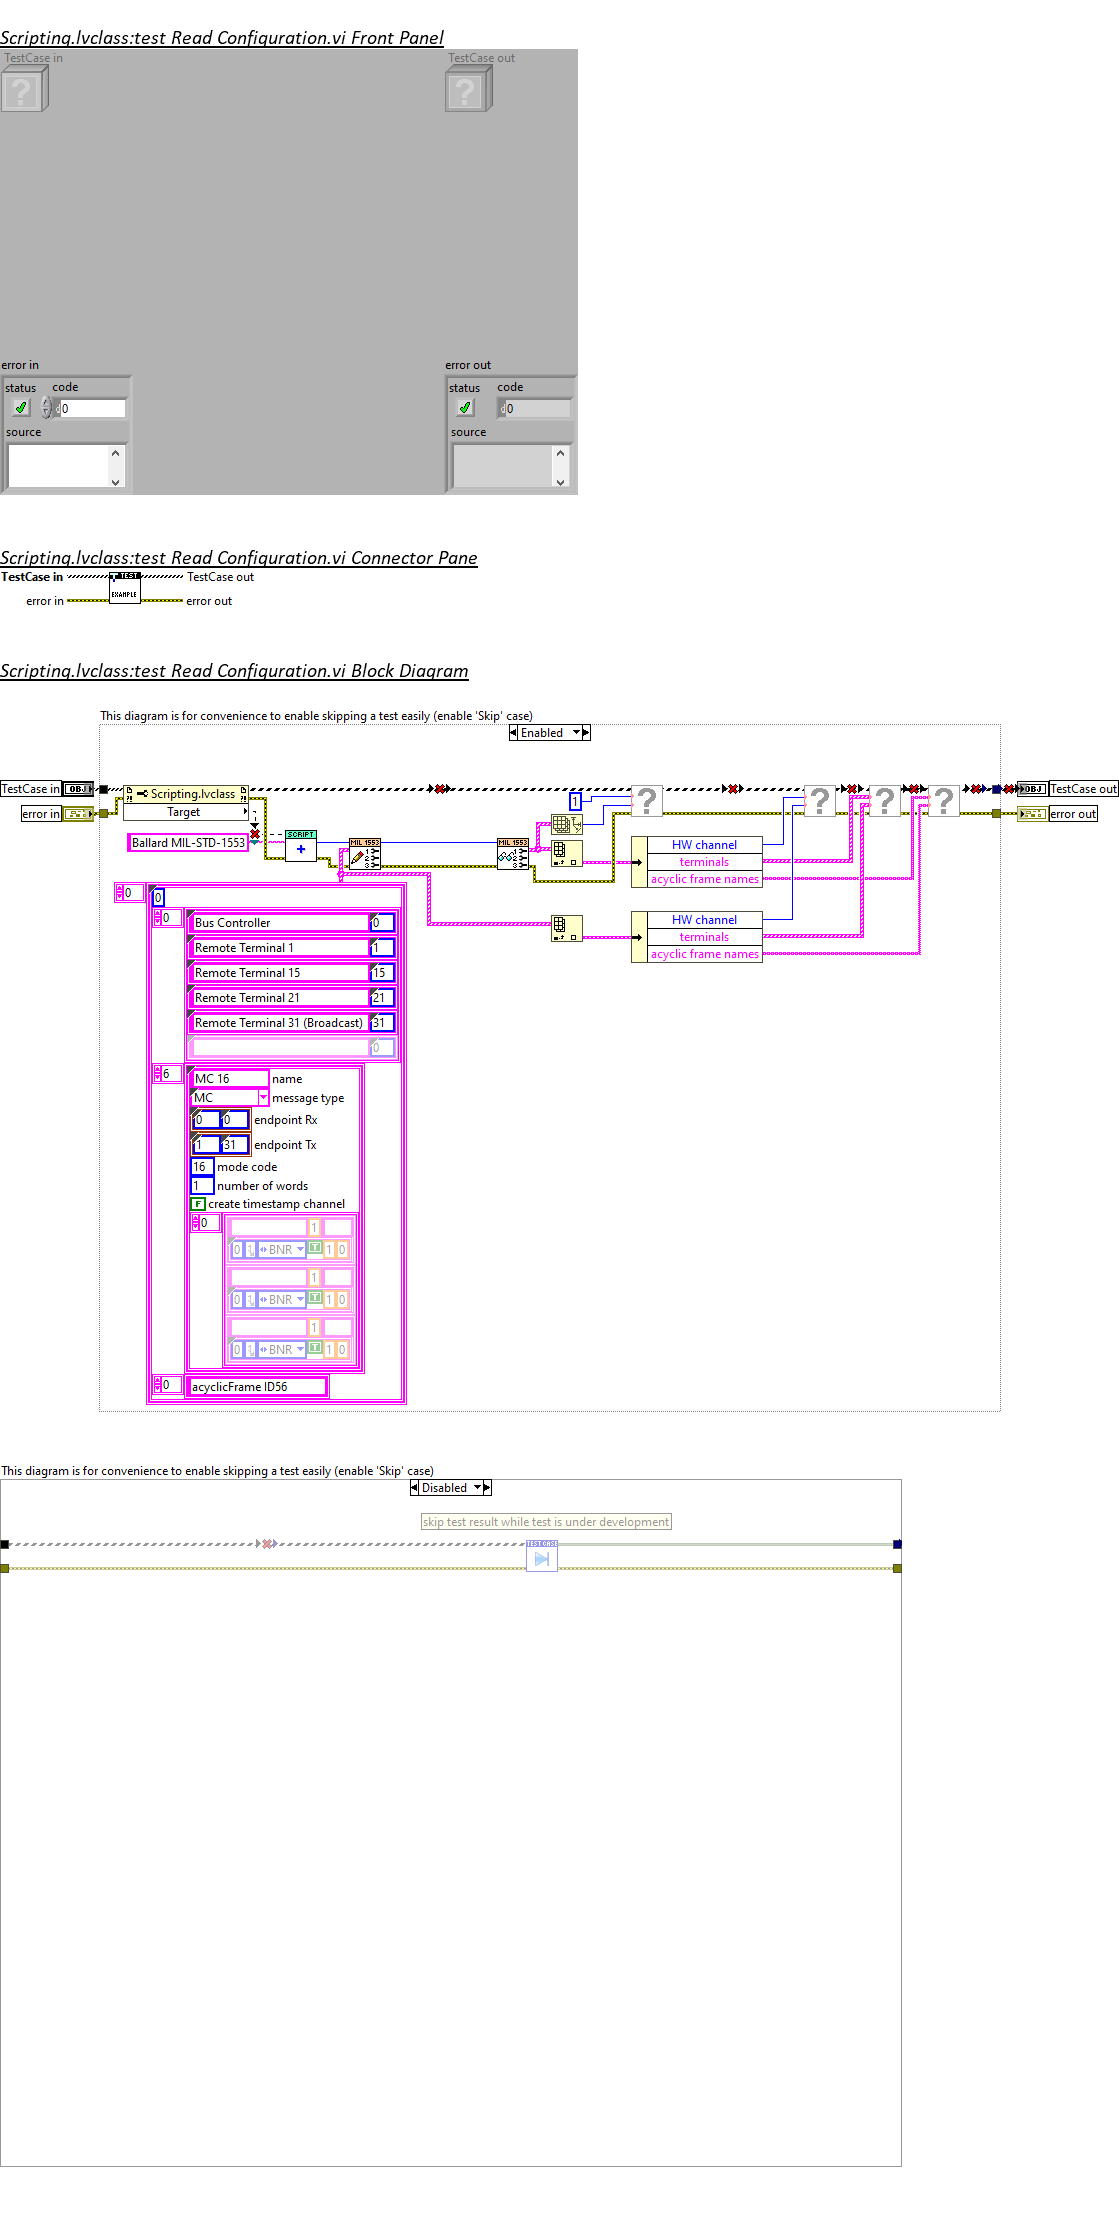 Scripting.lvclass:test Read Configuration.vi Front Panel
TestCase in
TestCase out
?
?
error in
error out
status code
status code
0
0
source
source
Scripting.lvclass:test Read Configuration.vi Connector Pane
TestCase in
TestCase out
TEST
EXAMPLE
error in
error out
Scripting.lvclass:test Read Configuration.vi Block Diagram
This diagram is for convenience to enable skipping a test easily (enable 'Skip' case)
Enabled
TestCase in
OBJ
Scripting.lvclass
OBJ
TestCase out
error in
Target
1
?
?
?
?
error out
Ballard MIL-STD-1553
SCRIPT
MIL 1553
1
2
3
MIL 1553
1
2
3
HW channel
terminals
acyclic frame names
HW channel
terminals
acyclic frame names
0
0
0
Bus Controller 0
Remote Terminal 1 1
Remote Terminal 15 15
Remote Terminal 21 21
Remote Terminal 31 (Broadcast) 31
0
6
MC 16 name
MC message type
0 0 endpoint Rx
1 31 endpoint Tx
16 mode code
1 number of words
F create timestamp channel
0
1
0 1 BNR T 1 0
1
0 1 BNR T 1 0
1
0 1 BNR T 1 0
0
acyclicFrame ID56
This diagram is for convenience to enable skipping a test easily (enable 'Skip' case)
Disabled
skip test result while test is under development
TESTCASE